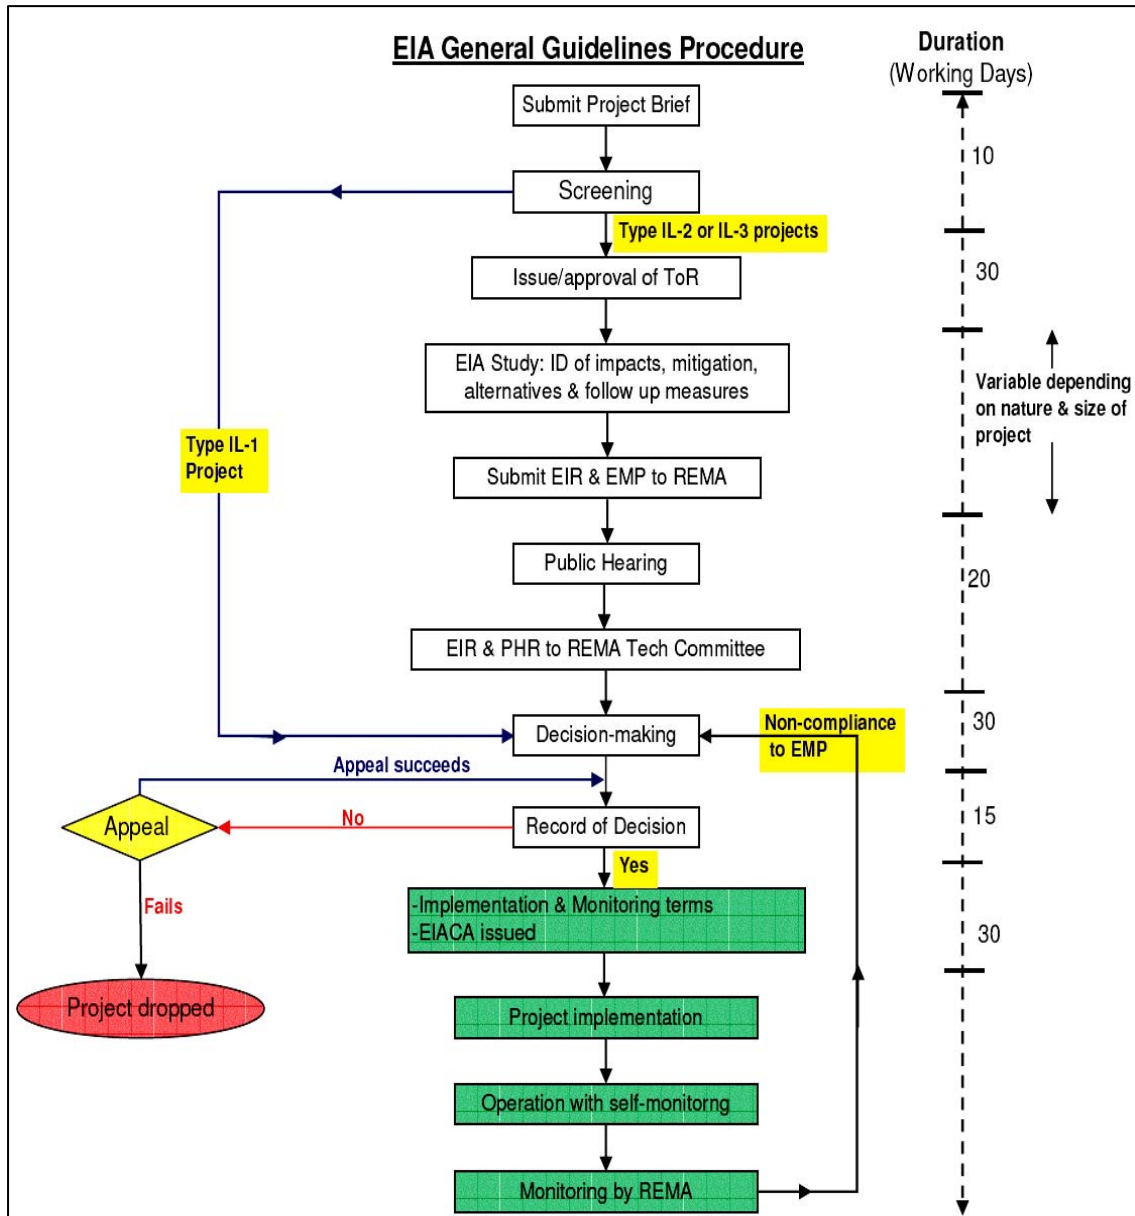 EIA General Guidelines Procedure
Duration
(Working Days)
Submit Project Brief
10
Screening
Type IL-2 or IL-3 projects
Issue/approval of ToR
30
EIA Study: ID of impacts, mitigation,
alternatives & follow up measures
Variable depending
on nature & size of
project
Type IL-1
Project
Submit EIR & EMP to REMA
Public Hearing
20
EIR & PHR to REMA Tech Committee
Decision-making
Non-compliance
to EMP
30
Appeal succeeds
Appeal
No
Record of Decision
15
Yes
Fails
-Implementation & Monitoring terms
-EIACA issued
30
Project dropped
Project implementation
Operation with self-monitorng
Monitoring by REMA